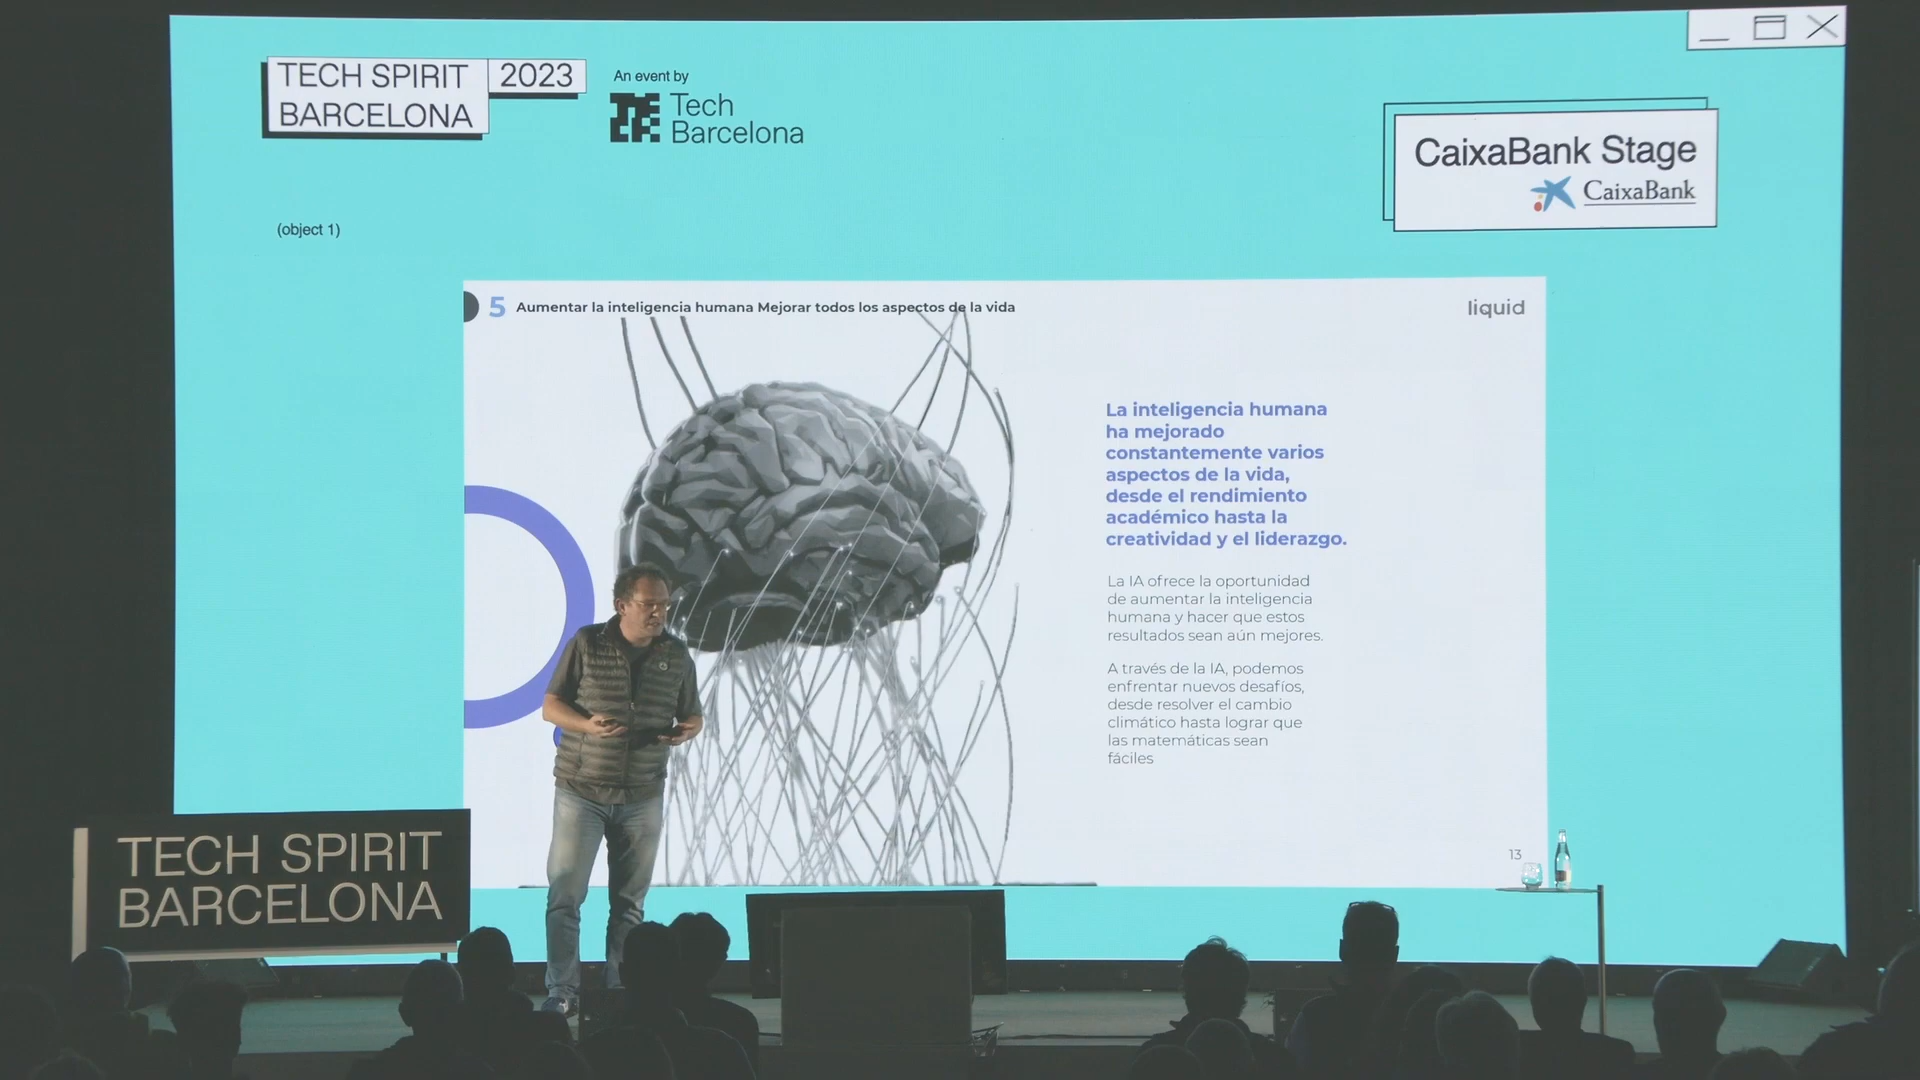 TECH SPIRIT
BARCELONA
2023
An event by
Tech
Barcelona
CaixaBank Stage
CaixaBank
(object 1)
5 Aumentar la inteligencia humana Mejorar todos los aspectos de la vida
liquid
La inteligencia humana
ha mejorado
constantemente varios
aspectos de la vida,
desde el rendimiento
académico hasta la
creatividad y el liderazgo.
La IA ofrece la oportunidad
de aumentar la inteligencia
humana y hacer que estos
resultados sean aún mejores.
A través de la IA, podemos
enfrentar nuevos desafíos,
desde resolver el cambio
climático hasta lograr que
las matemáticas sean
fáciles
13
TECH SPIRIT
BARCELONA